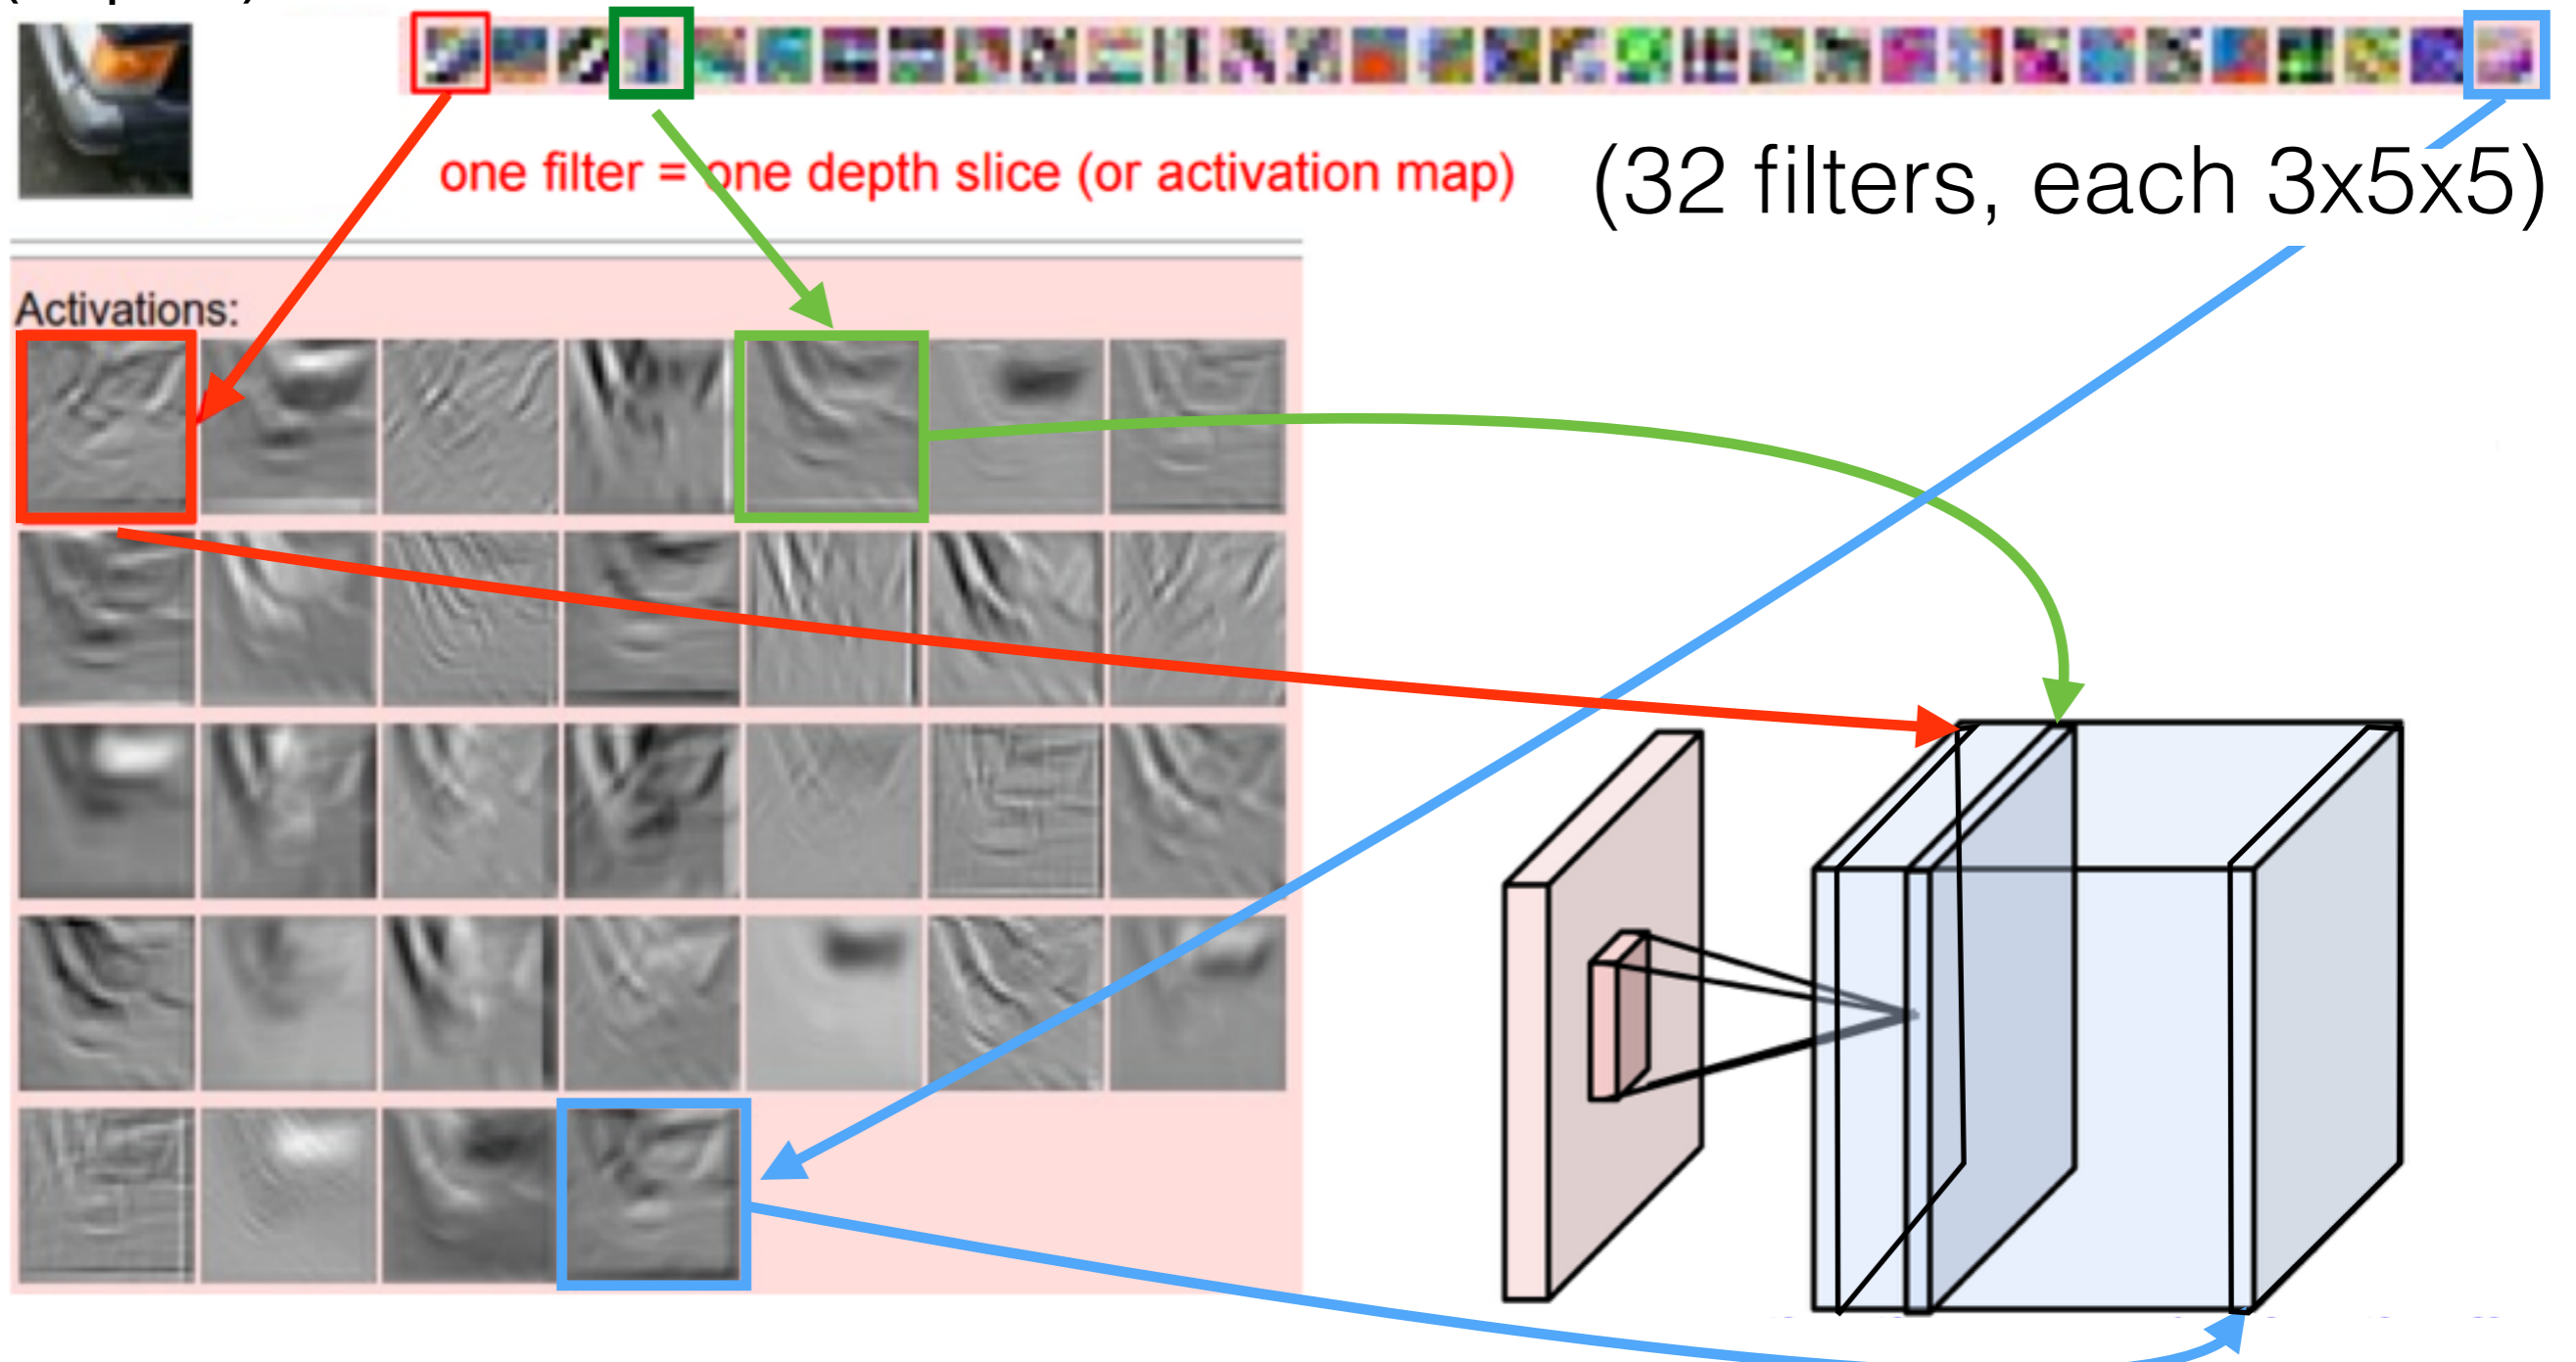 one filter = one depth slice (or activation map)
(32 filters, each 3x5x5)
Activations: